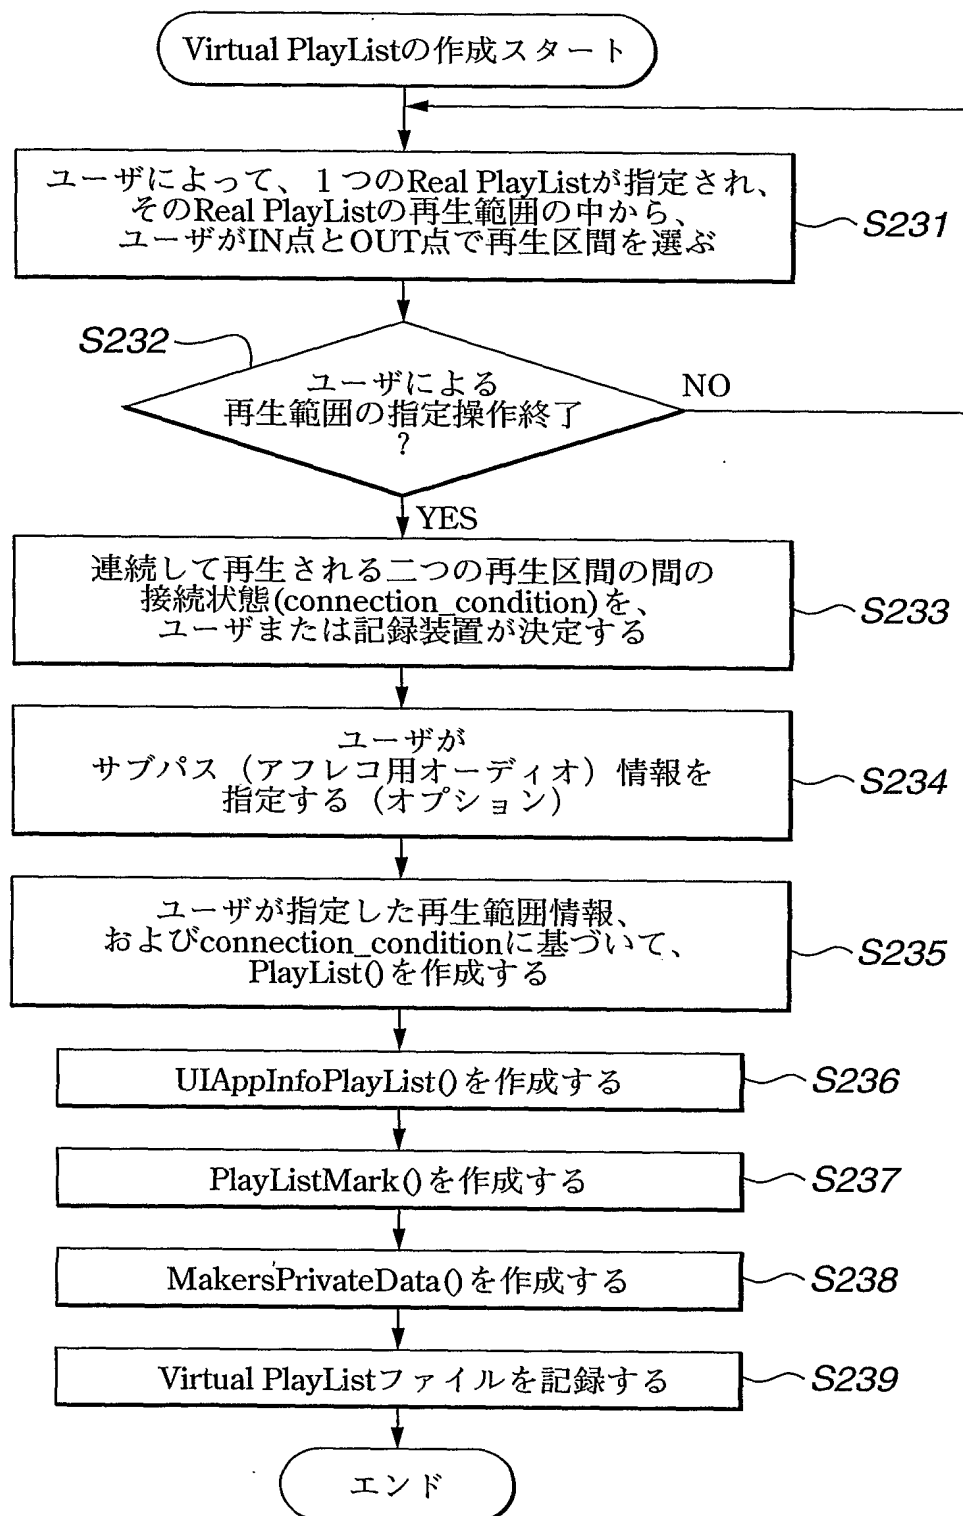 Virtual PlayListの作成スタート
ユーザによって、１つのReal PlayListが指定され、
そのReal PlayListの再生範囲の中から、
ユーザがIN点とOUT点で再生区間を選ぶ
S231
S232
ユーザによる
再生範囲の指定操作終了
？
NO
YES
連続して再生される二つの再生区間の間の
接続状態(connection_condition)を、
ユーザまたは記録装置が決定する
S233
ユーザが
サブパス（アフレコ用オーディオ）情報を
指定する（オプション）
S234
ユーザが指定した再生範囲情報、
およびconnection_conditionに基づいて、
PlayList()を作成する
S235
UIAppInfoPlayList()を作成する
S236
PlayListMark()を作成する
S237
MakersPrivateData()を作成する
S238
Virtual PlayListファイルを記録する
S239
エンド